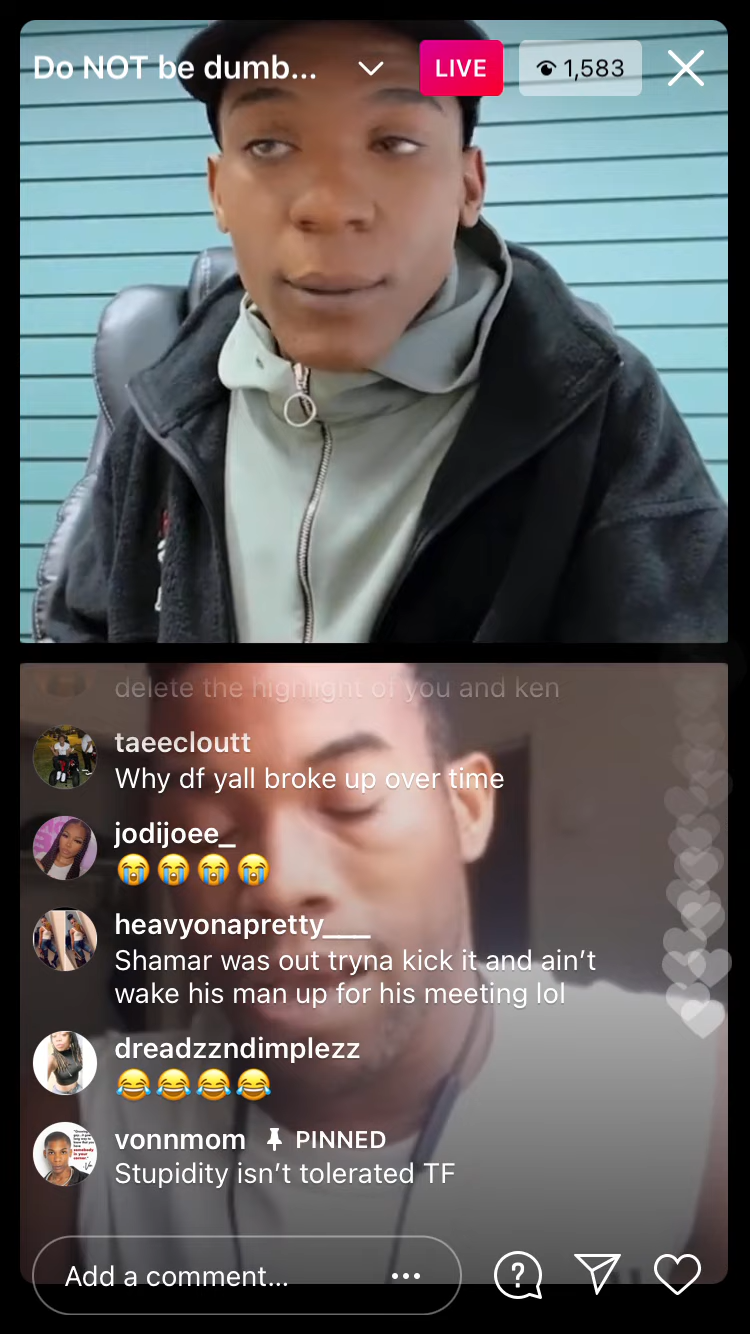 Do NOT be dumb...
LIVE
1,583
delete the highlight of you and ken
taeecloutt
Why df yall broke up over time
jodijoee_
😭😭😭😭
heavyonapretty___
Shamar was out tryna kick it and ain’t
wake his man up for his meeting lol
dreadzzndimplezz
😂😂😂😂
vonnmom PINNED
Stupidity isn’t tolerated TF
Add a comment...